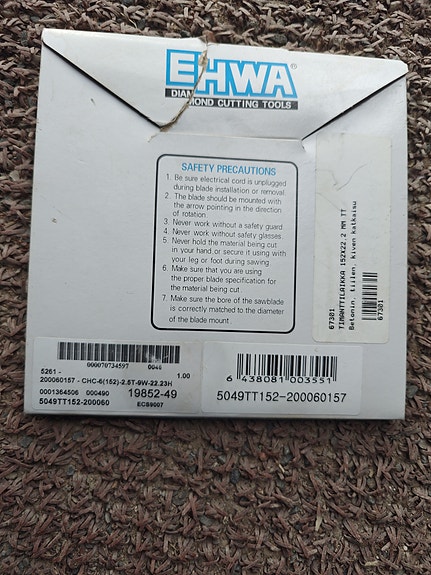 EHWA®
DIAMOND CUTTING TOOLS
SAFETY PRECAUTIONS
1. Be sure electrical cord is unplugged
during blade installation or removal.
2. The blade should be mounted with
the arrow pointing in the direction
of rotation
3. Never work without a safety guard
4. Never work without safety glasses.
5. Never hold the material being cut
in your hand,or secure it using with
your leg or foot during sawing.
6. Make sure that you are using
the proper blade specification for
the material being cut.
7. Make sure the bore of the sawblade
is correctly matched to the diameter
of the blade mount.
67301
TIMANTTILAIKKA 152X22.2 MM TT
Betonin, tiilen, kiven katkaisu
67301
000070734597 0040
5261 - 1.00
200060157 - CHC-6(152)-2.5T-9W-22.23H
0001364506 000490 19852-49
5049TT152-200060 ECS9007
6 438081 003551
5049TT152-200060157